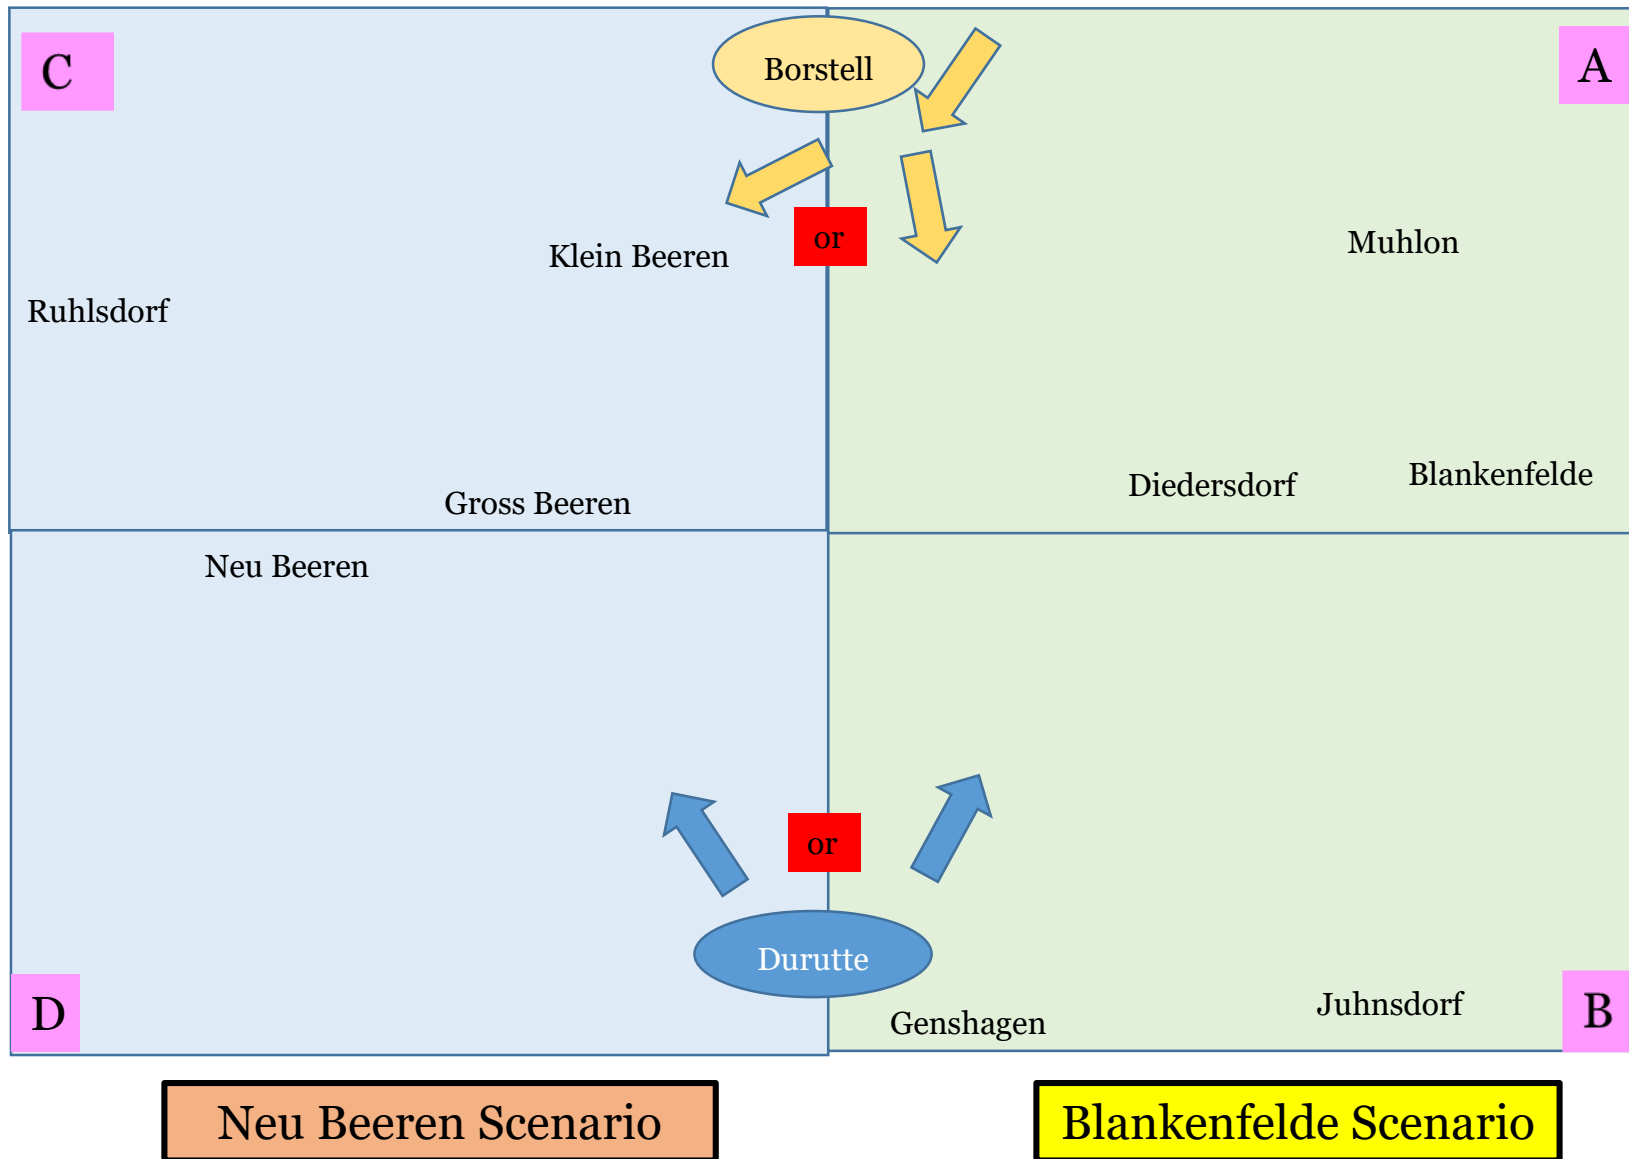 C
Borstell
A
or
Klein Beeren
Muhlon
Ruhlsdorf
Gross Beeren
Diedersdorf
Blankenfelde
Neu Beeren
or
Durutte
D
Genshagen
Juhnsdorf
B
Neu Beeren Scenario
Blankenfelde Scenario